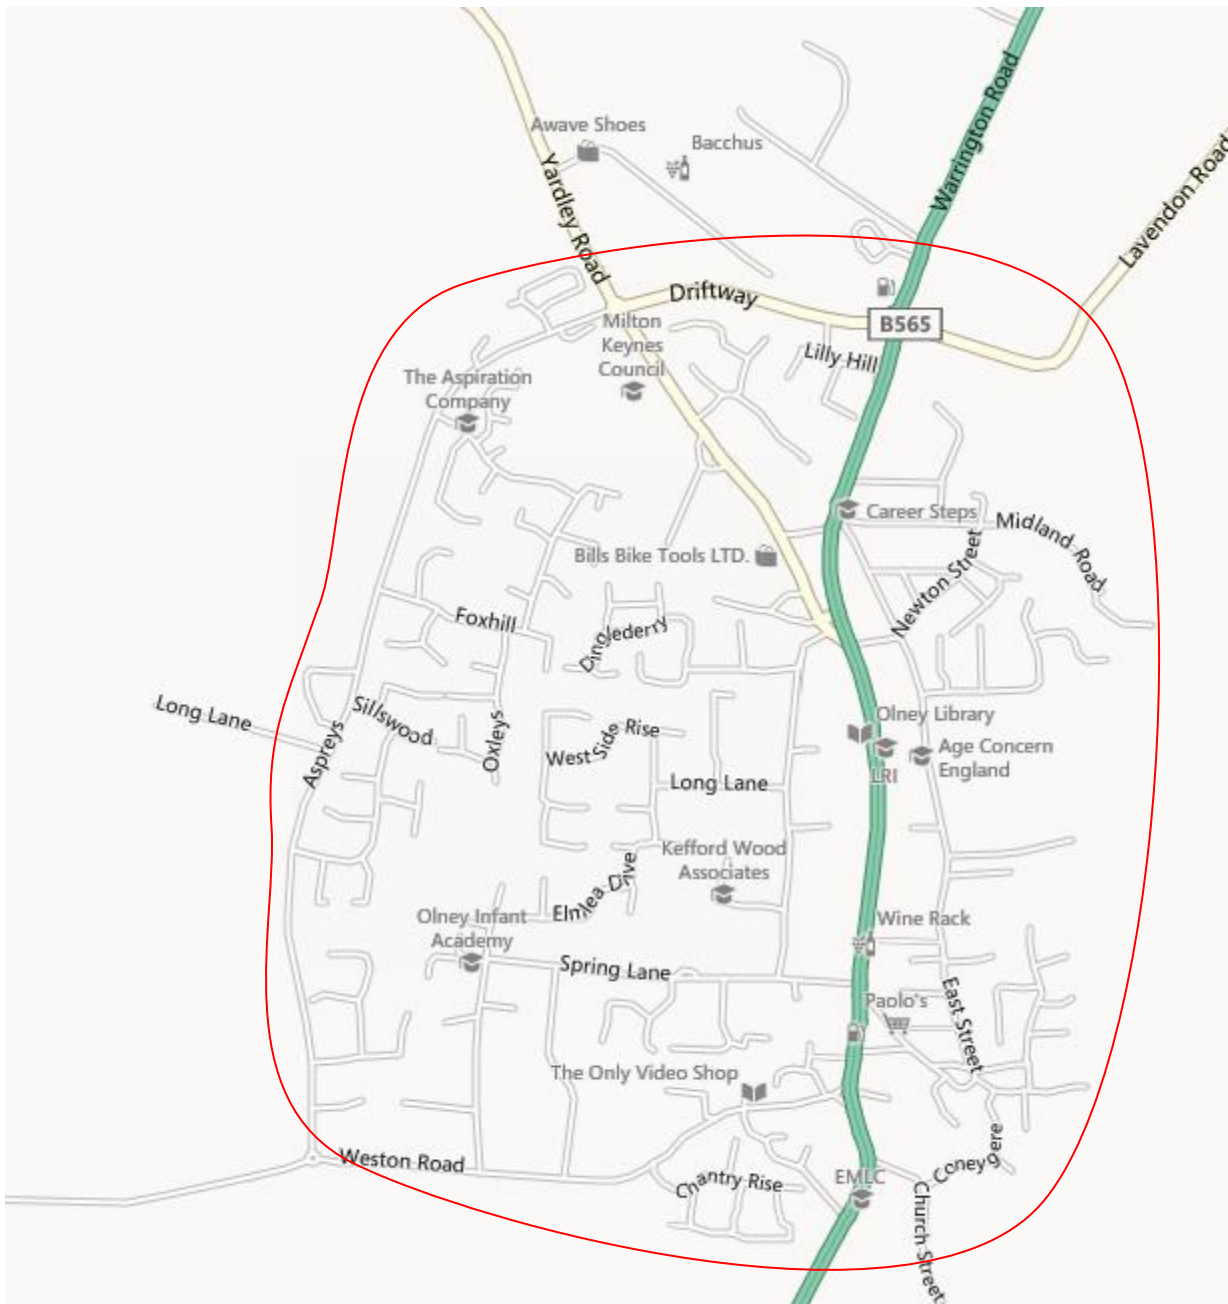 Warrington Road
Awave Shoes
Bacchus
Yardley Road
Lavendon Road
Driftway
B565
Milton
Keynes
Council
Lilly Hill
The Aspiration
Company
Career Steps
Midland Road
Bills Bike Tools LTD.
Newton Street
Foxhill
Dinglederry
Long Lane
Sillswood
Oxleys
Aspreys
West Side Rise
Olney Library
LRI
Age Concern
England
Long Lane
Kefford Wood
Associates
Elmlea Drive
Olney Infant
Academy
Wine Rack
Spring Lane
Paolo's
East Street
The Only Video Shop
Weston Road
Chantry Rise
EMLC
Coneygere
Church Street